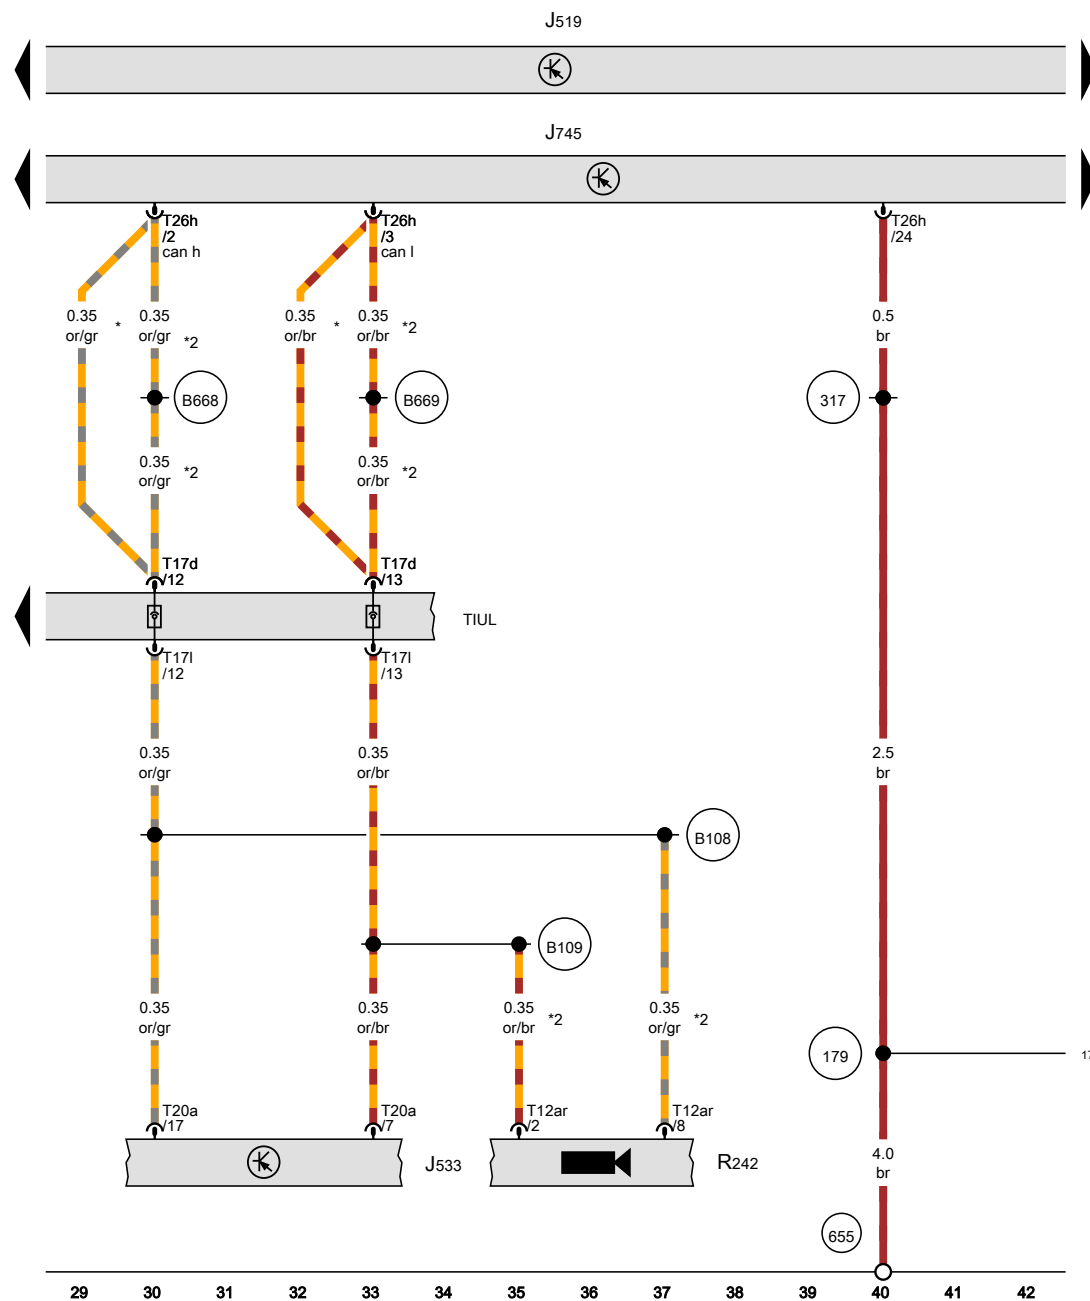 J519
J745
T26h
/2
can h
T26h
/3
can l
T26h
/24
0.35
or/gr
*
0.35
or/gr
*2
0.35
or/br
*
0.35
or/br
*2
0.5
br
B668
B669
317
0.35
or/gr
*2
0.35
or/br
*2
T17d
/12
T17d
/13
TIUL
T17l
/12
T17l
/13
0.35
or/gr
0.35
or/br
2.5
br
B108
B109
0.35
or/gr
0.35
or/br
0.35
or/br
*2
0.35
or/gr
*2
179
17
T20a
/17
T20a
/7
T12ar
/2
T12ar
/8
J533
R242
4.0
br
655
29 30 31 32 33 34 35 36 37 38 39 40 41 42